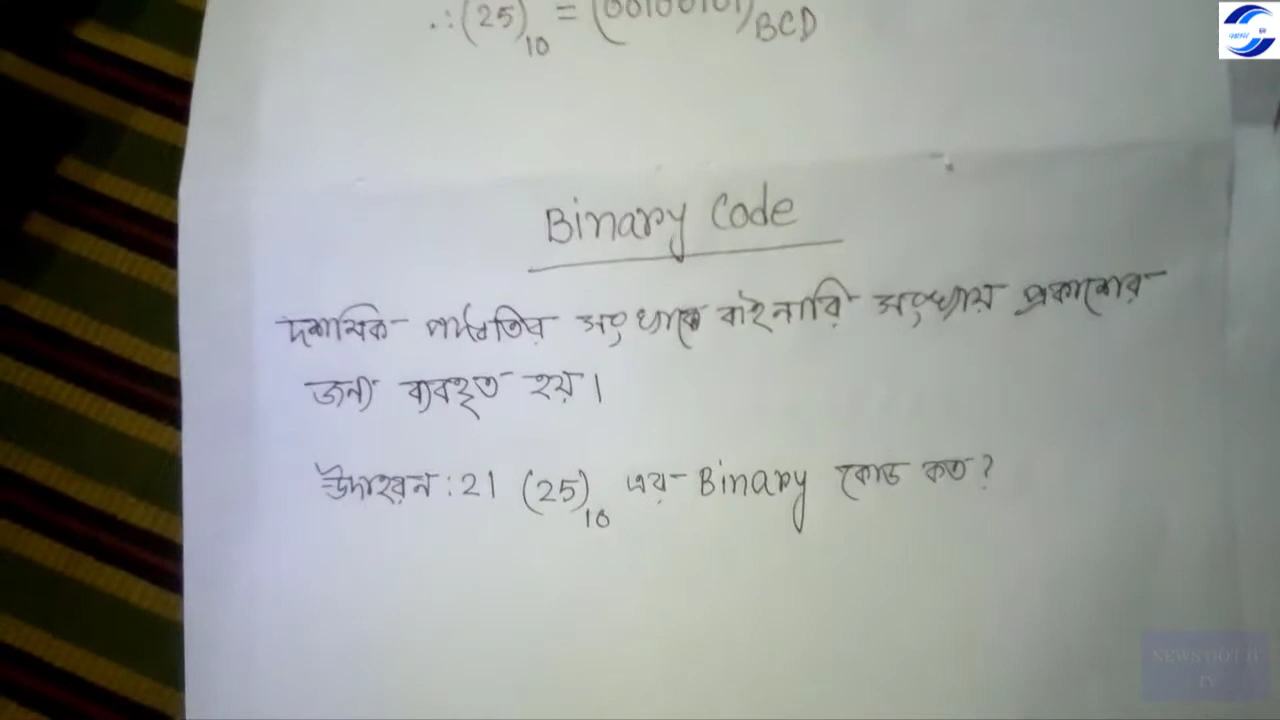 ∴(25)₁₀ = (00100101)BCD
Binary Code
দশমিক পদ্ধতির সংখ্যাকে বাইনারি সংখ্যায় প্রকাশের
জন্য ব্যবহৃত হয়।
উদাহরন : 21 (25)₁₀ এর Binary কোড কত ?